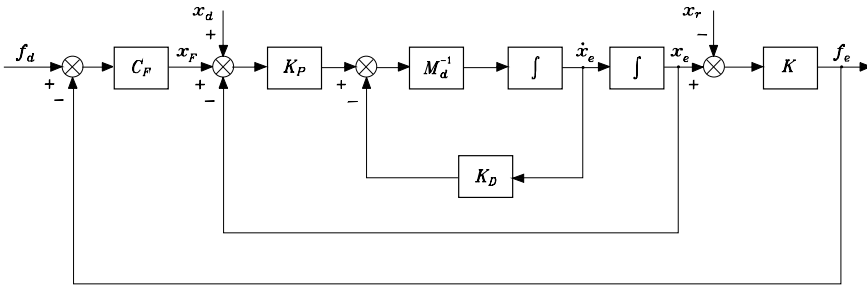 x_d
x_r
f_d
+
C_F
x_F
+
K_P
M_d^{-1}
∫
ẋ_e
∫
x_e
−
K
f_e
+
−
+
−
+
−
+
K_D